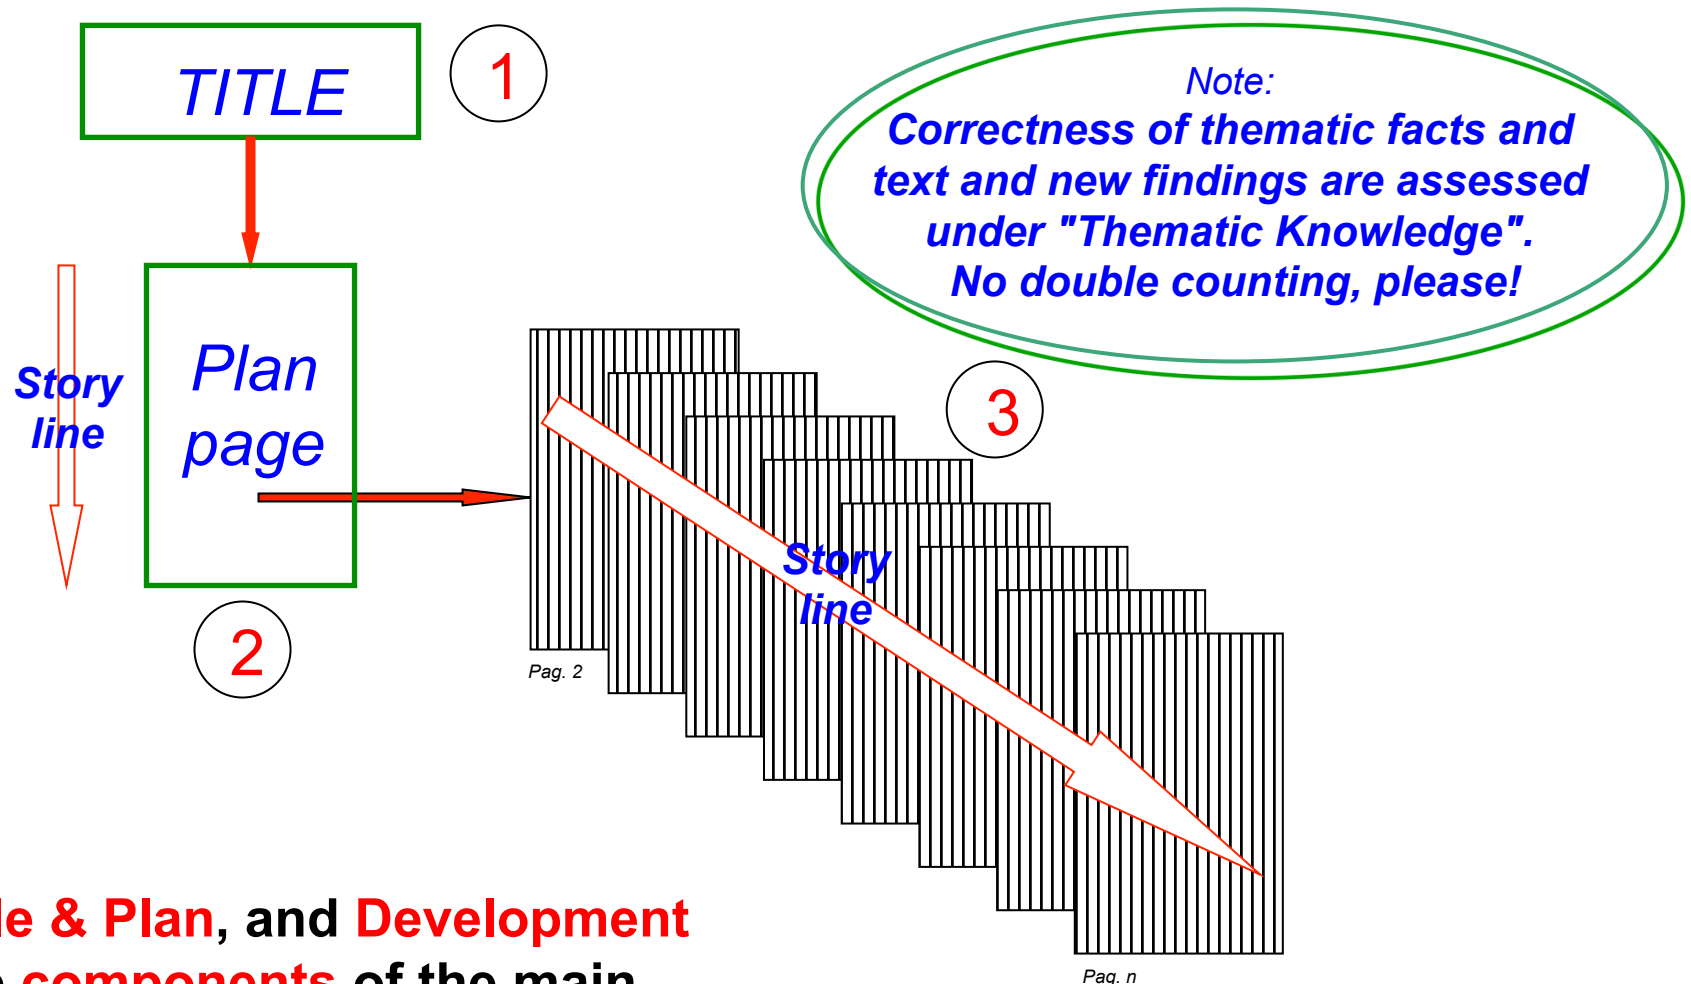 TITLE
1
Note:
Correctness of thematic facts and
text and new findings are assessed
under "Thematic Knowledge".
No double counting, please!
Story
line
Plan
page
2
3
Story
line
Pag. 2
& Plan, and Development
components of the main
Pag. n